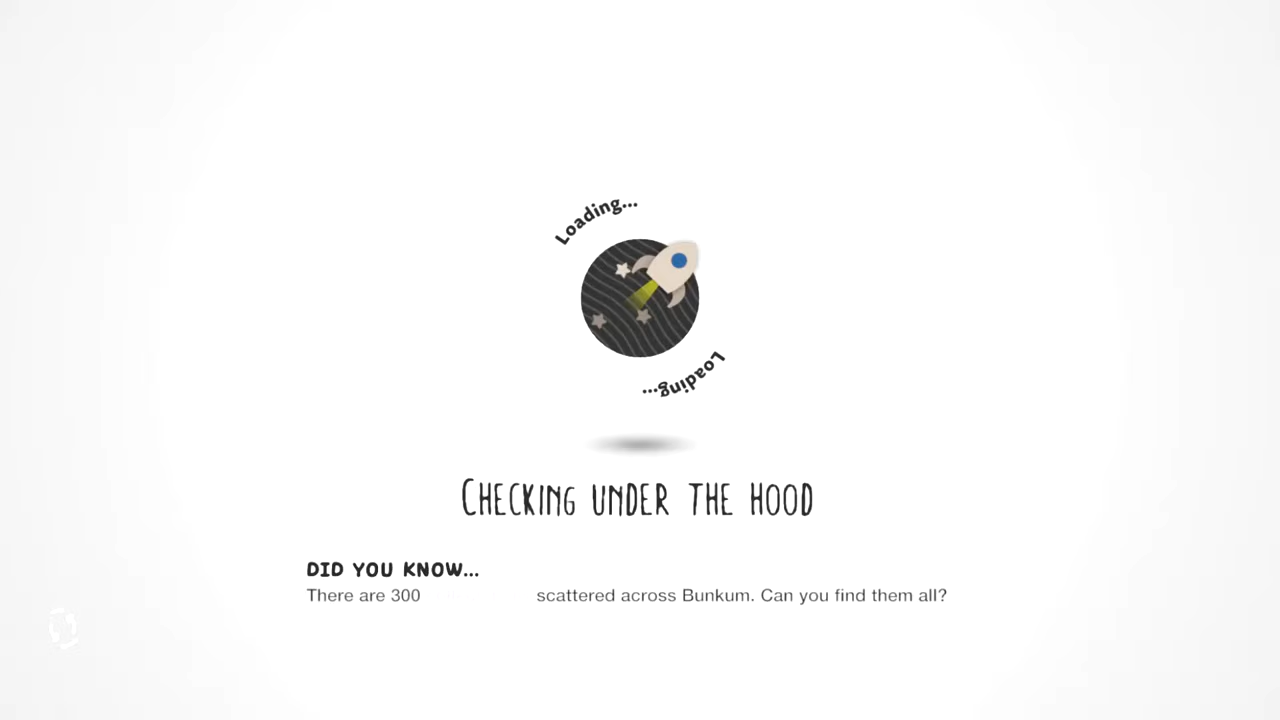 Loading...
Loading...
CHECKING UNDER THE HOOD
DID YOU KNOW...
There are 300 scattered across Bunkum. Can you find them all?